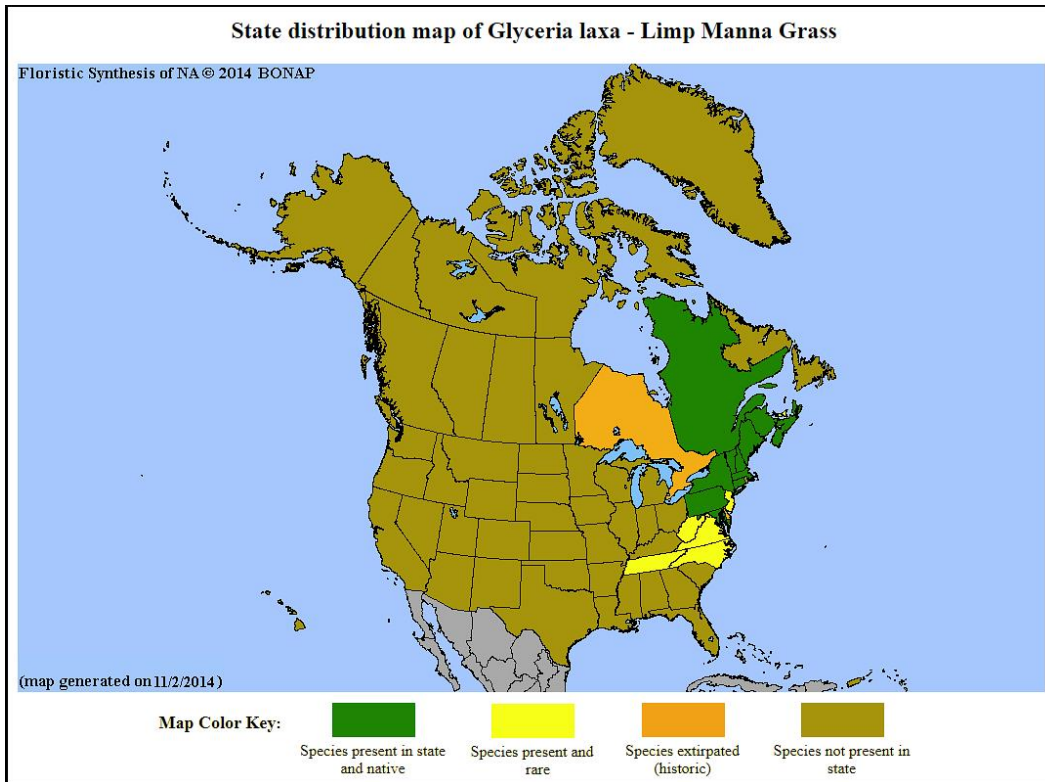 State distribution map of Glyceria laxa - Limp Manna Grass
Floristic Synthesis of NA © 2014 BONAP
(map generated on 11/2/2014)
Map Color Key:
Species present in state
and native
Species present and
rare
Species extirpated
(historic)
Species not present in
state